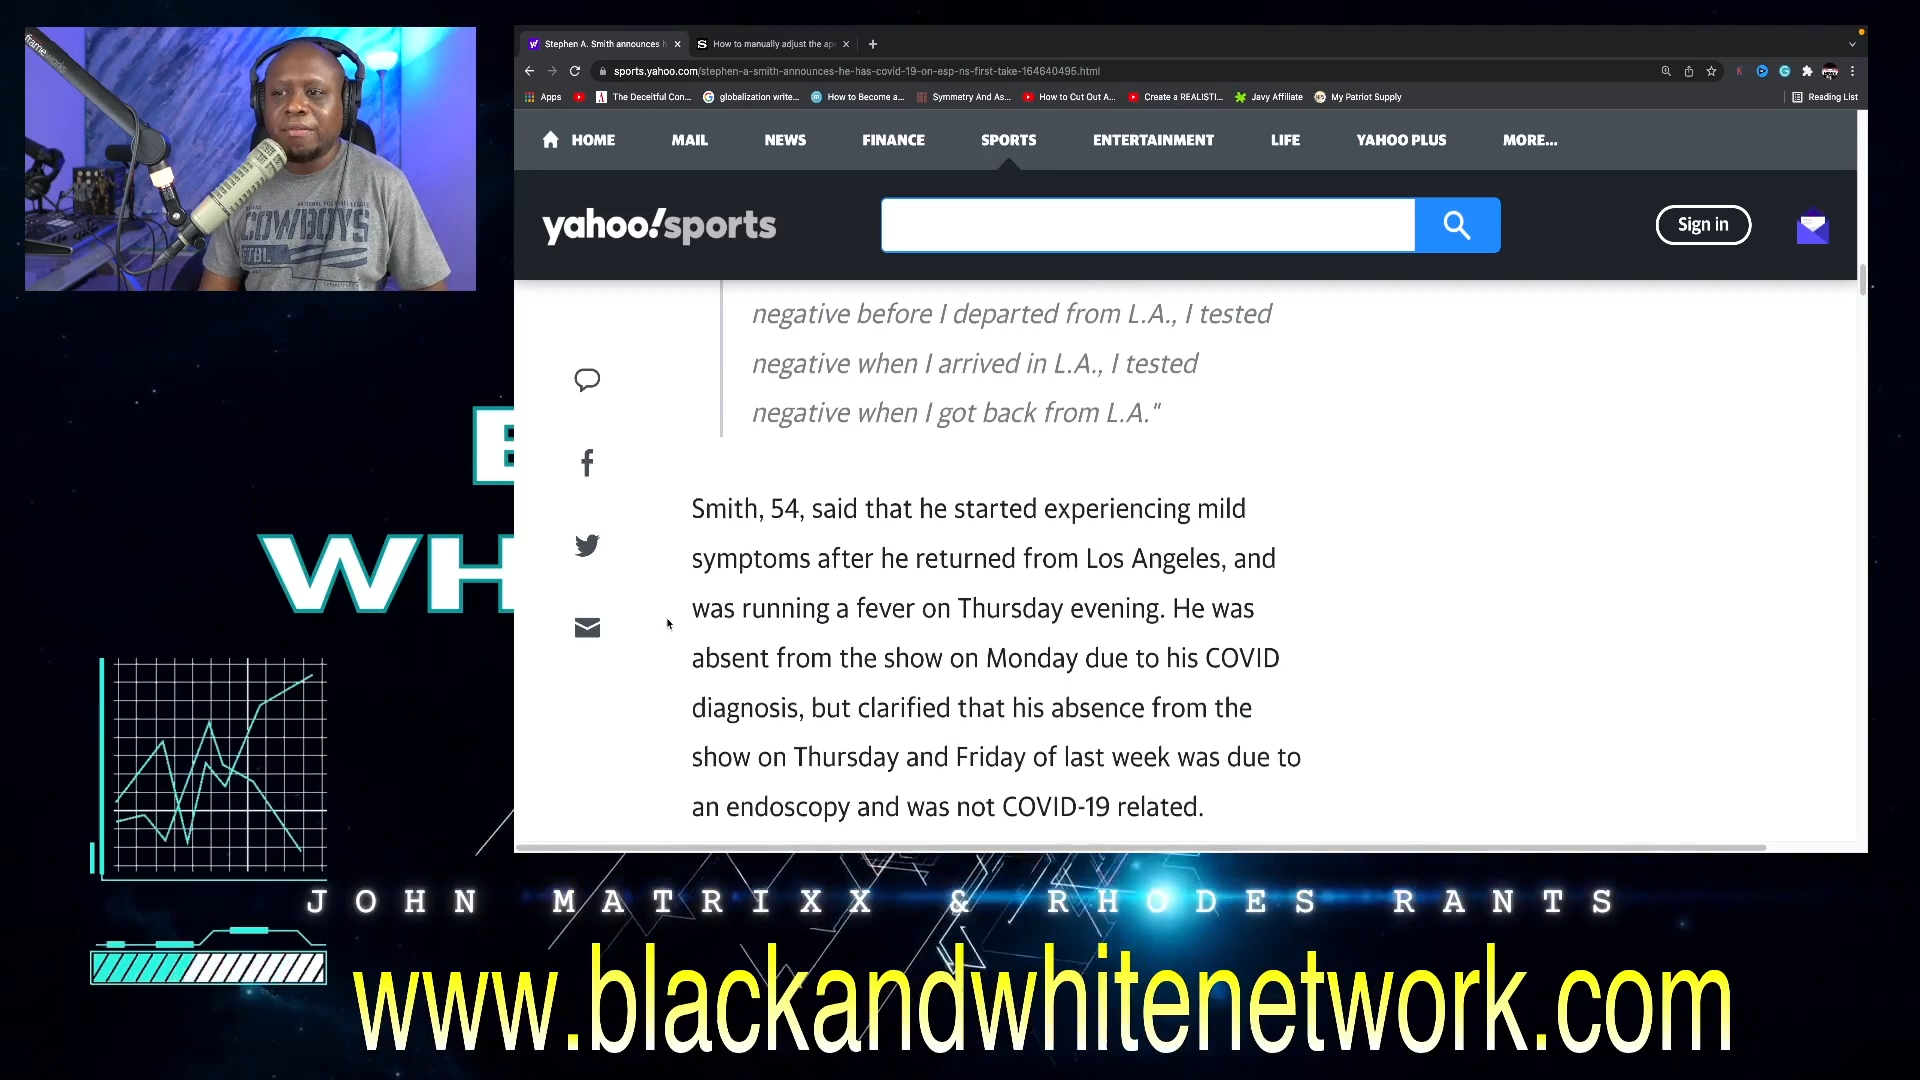 frameworks
NATIONAL FOOTBALL LEAGUE
COWBOYS
Stephen A. Smith announces h
How to manually adjust the ap
sports.yahoo.com/stephen-a-smith-announces-he-has-covid-19-on-esp-ns-first-take-164640495.html
Apps
The Deceitful Con...
globalization write...
How to Become a...
Symmetry And As...
How to Cut Out A...
Create a REALISTI...
Javy Affiliate
My Patriot Supply
Reading List
HOME
MAIL
NEWS
FINANCE
SPORTS
ENTERTAINMENT
LIFE
YAHOO PLUS
MORE...
yahoo!sports
Sign in
negative before I departed from L.A., I tested
negative when I arrived in L.A., I tested
negative when I got back from L.A."
Smith, 54, said that he started experiencing mild
symptoms after he returned from Los Angeles, and
was running a fever on Thursday evening. He was
absent from the show on Monday due to his COVID
diagnosis, but clarified that his absence from the
show on Thursday and Friday of last week was due to
an endoscopy and was not COVID-19 related.
WH
JOHN MATRIXX & RHODES RANTS
www.blackandwhitenetwork.com